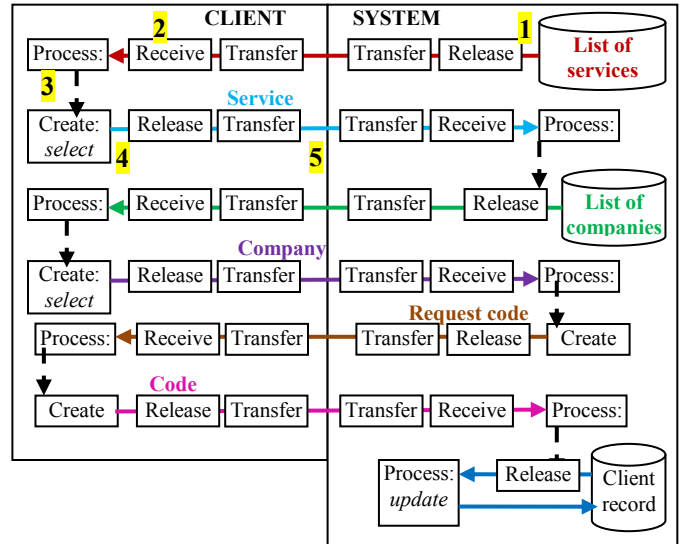 CLIENT SYSTEM
2 1
Process: Receive Transfer Transfer Release List of
services
3
Service
Create:
select
Release Transfer Transfer Receive Process:
4 5
Process: Receive Transfer Transfer Release List of
companies
Company
Create:
select
Release Transfer Transfer Receive Process:
Request code
Process: Receive Transfer Transfer Release Create
Code
Create Release Transfer Transfer Receive Process:
Process:
update
Release Client
record